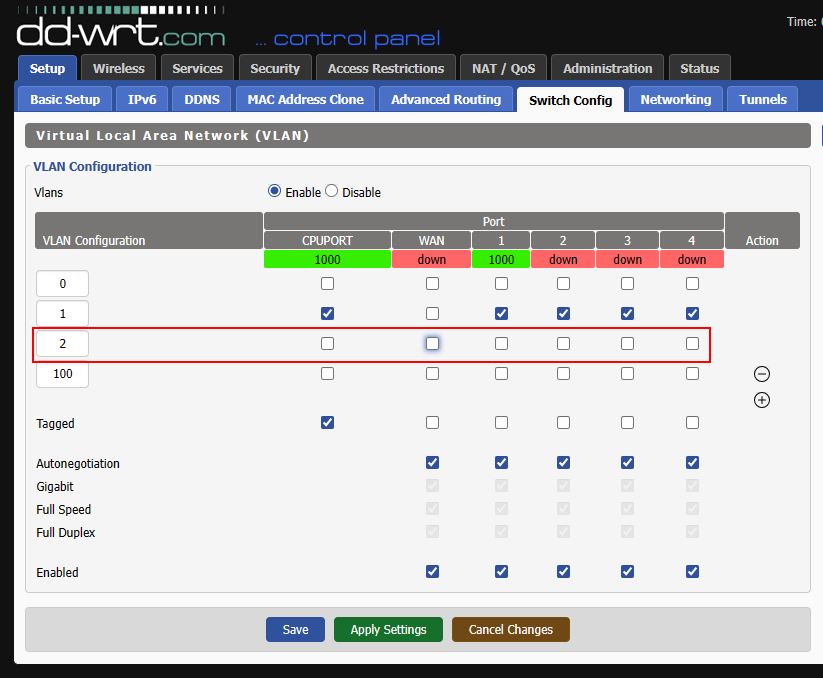 dd-wrt.com ... control panel
Time:
Setup Wireless Services Security Access Restrictions NAT / QoS Administration Status
Basic Setup IPv6 DDNS MAC Address Clone Advanced Routing Switch Config Networking Tunnels
Virtual Local Area Network (VLAN)
VLAN Configuration
Vlans Enable Disable
Port
VLAN Configuration CPUPORT WAN 1 2 3 4 Action
1000 down 1000 down down down
0
1
2
100
Tagged
Autonegotiation
Gigabit
Full Speed
Full Duplex
Enabled
Save Apply Settings Cancel Changes